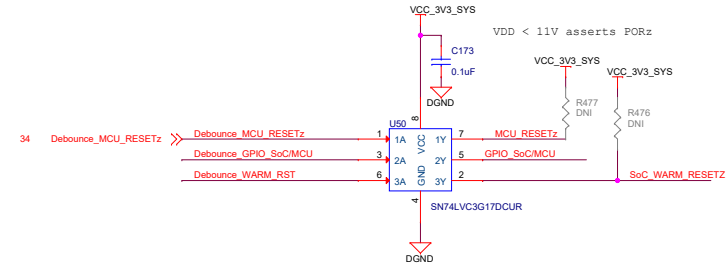 VCC_3V3_SYS
VDD < 11V asserts PORz
C173
0.1uF
DGND
VCC_3V3_SYS
VCC_3V3_SYS
R477
DNI
R476
DNI
8
U50
34 Debounce_MCU_RESETz Debounce_MCU_RESETz 1 1A VCC 1Y 7 MCU_RESETz
Debounce_GPIO_SoC/MCU 3 2A 2Y 5 GPIO_SoC/MCU
Debounce_WARM_RST 6 3A GND 3Y 2 SoC_WARM_RESETZ
4
SN74LVC3G17DCUR
DGND